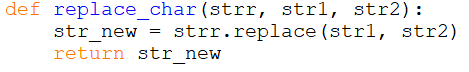 def replace_char(strr, str1, str2):
    str_new = strr.replace(str1, str2)
    return str_new